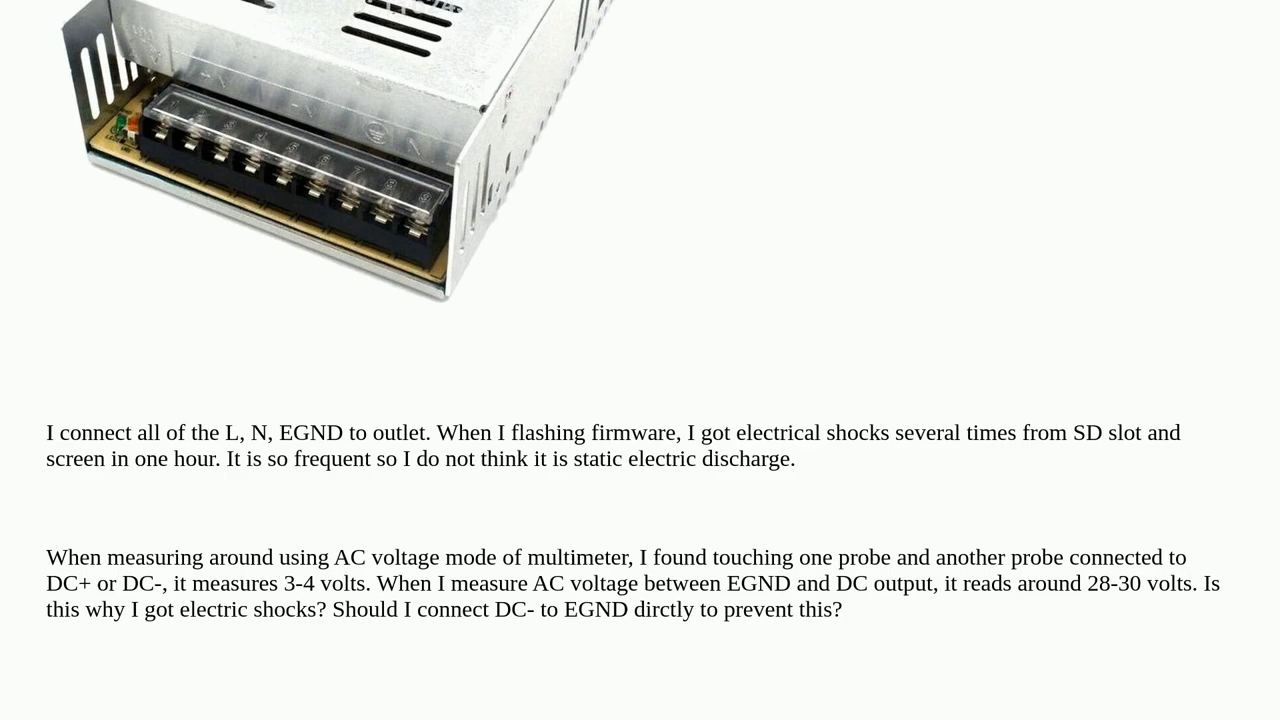 I connect all of the L, N, EGND to outlet. When I flashing firmware, I got electrical shocks several times from SD slot and
screen in one hour. It is so frequent so I do not think it is static electric discharge.
When measuring around using AC voltage mode of multimeter, I found touching one probe and another probe connected to
DC+ or DC-, it measures 3-4 volts. When I measure AC voltage between EGND and DC output, it reads around 28-30 volts. Is
this why I got electric shocks? Should I connect DC- to EGND dirctly to prevent this?